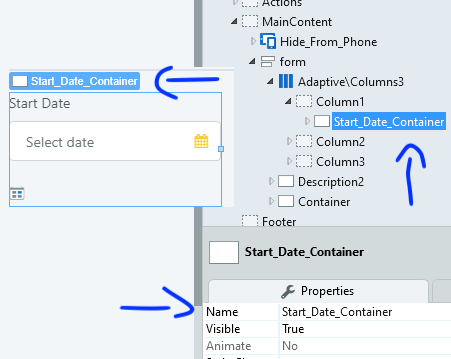 Actions
MainContent
Hide_From_Phone
form
Adaptive\Columns3
Column1
Start_Date_Container
Column2
Column3
Description2
Container
Footer
Start_Date_Container
Start Date
Select date
Start_Date_Container
Properties
Name Start_Date_Container
Visible True
Animate No